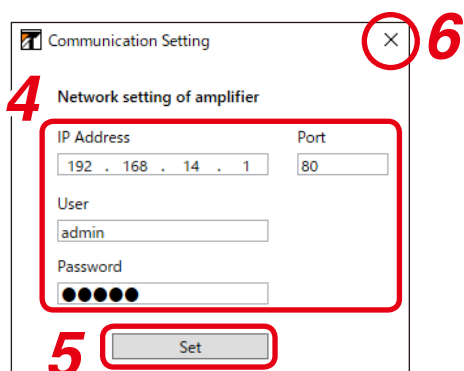 Communication Setting
6
4
Network setting of amplifier
IP Address Port
192 . 168 . 14 . 1 80
User
admin
Password
●●●●●
5
Set